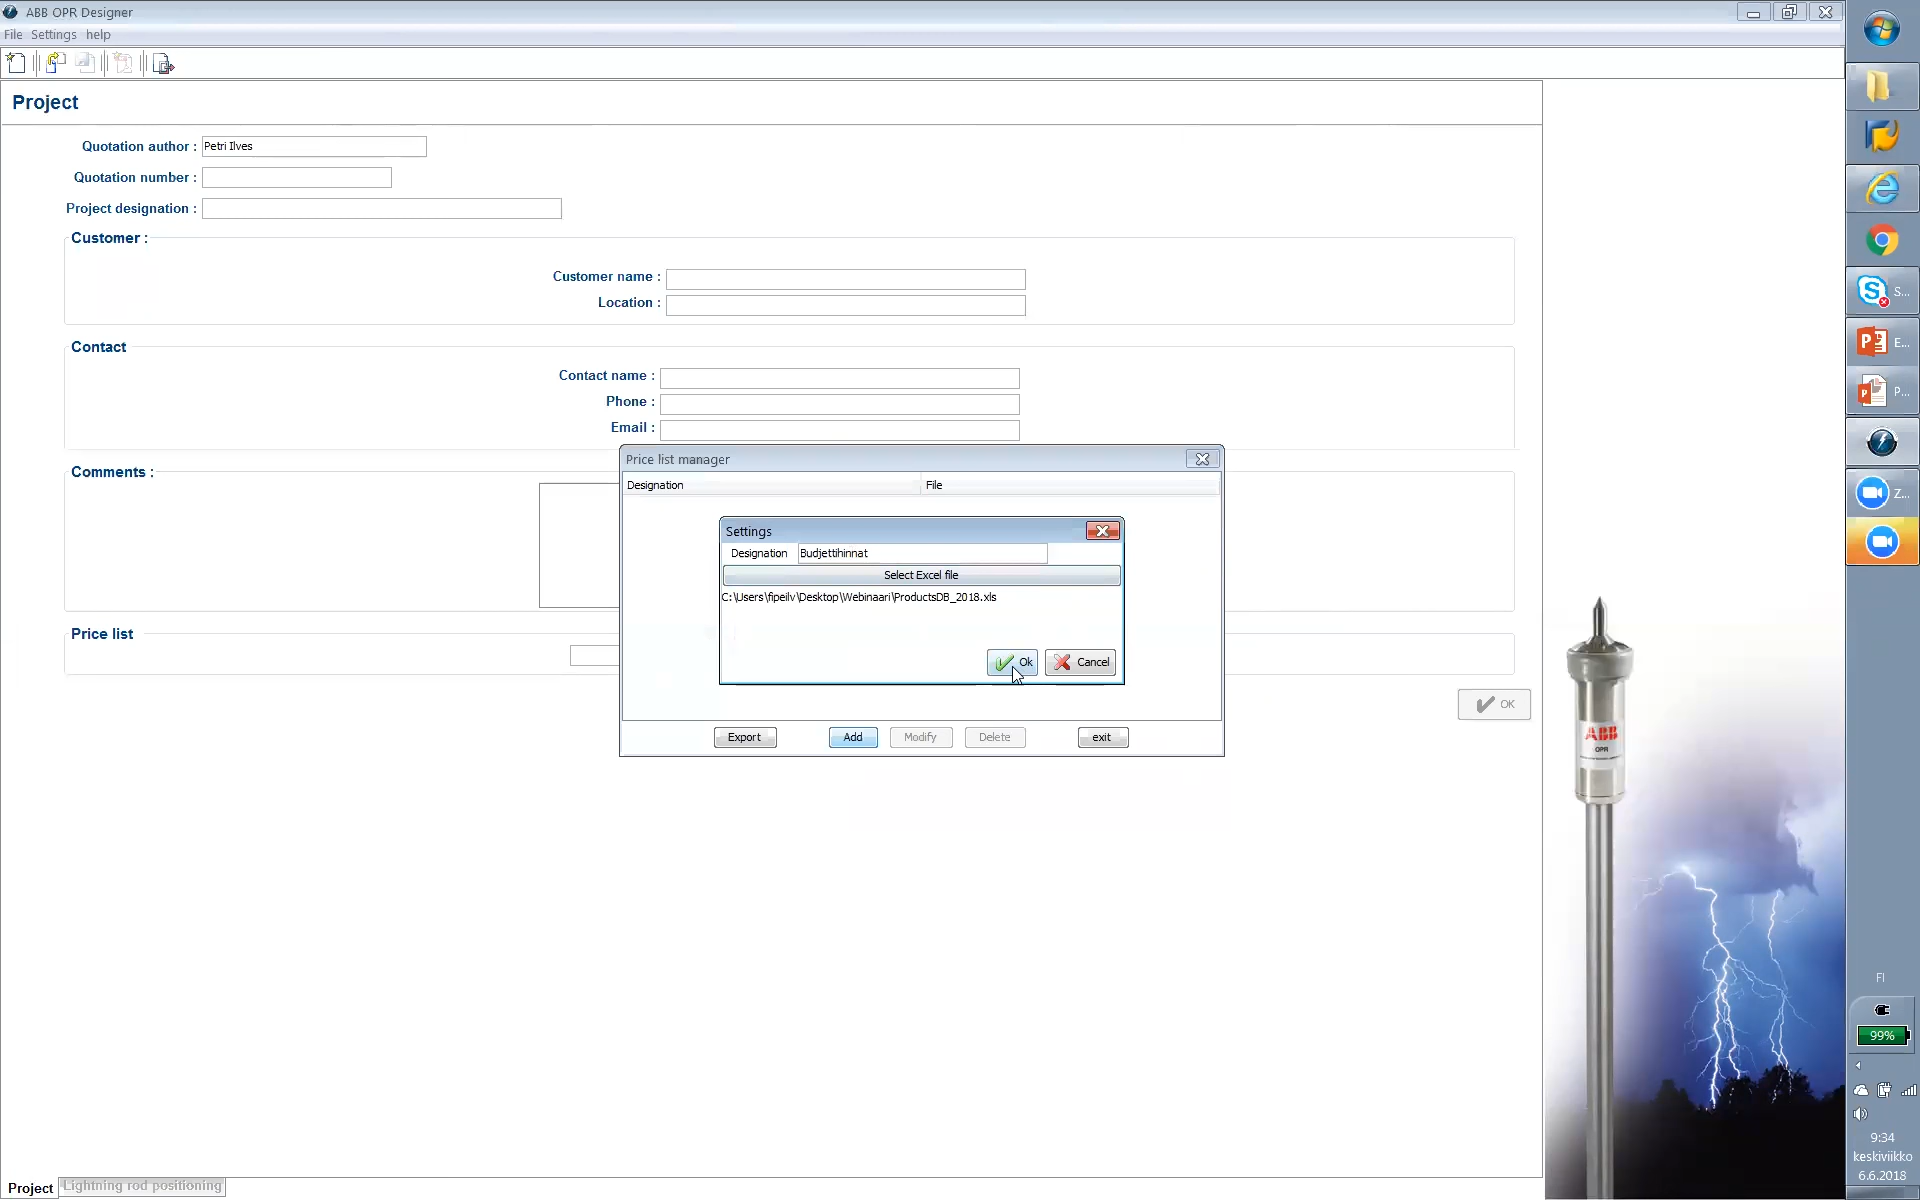 ABB OPR Designer
File Settings help
Project
Quotation author : Petri Ilves
Quotation number :
Project designation :
Customer :
Customer name :
Location :
Contact
Contact name :
Phone :
Email :
Comments :
Price list
OK
Price list manager
Designation File
Settings
Designation Budjettihinnat
Select Excel file
C:\Users\fipeilv\Desktop\Webinaari\ProductsDB_2018.xls
Ok Cancel
Export Add Modify Delete exit
Project Lightning rod positioning
ABB
OPR
S...
E...
P...
Z...
FI
99%
9:34
keskiviikko
6.6.2018